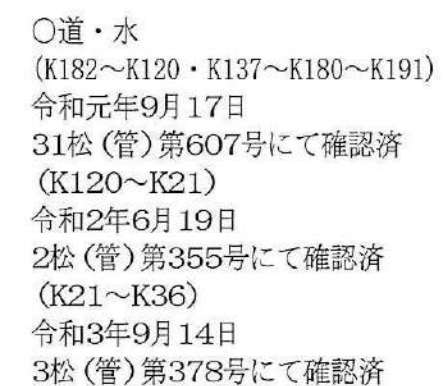 ○道・水
(K182～K120・K137～K180～K191)
令和元年9月17日
31松(管)第607号にて確認済
(K120～K21)
令和2年6月19日
2松(管)第355号にて確認済
(K21～K36)
令和3年9月14日
3松(管)第378号にて確認済